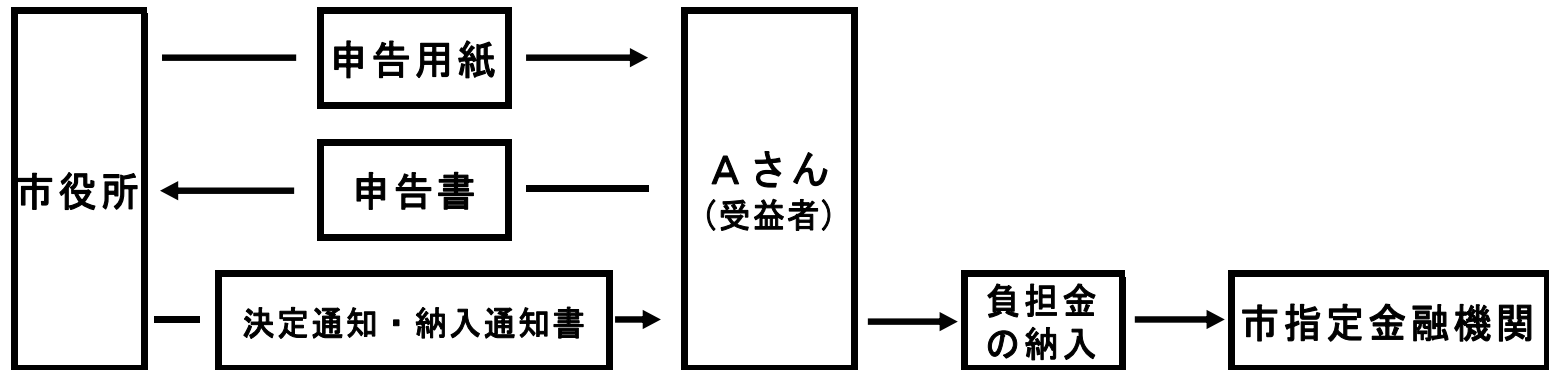 市役所
申告用紙
申告書
決定通知・納入通知書
Aさん
（受益者）
負担金
の納入
市指定金融機関